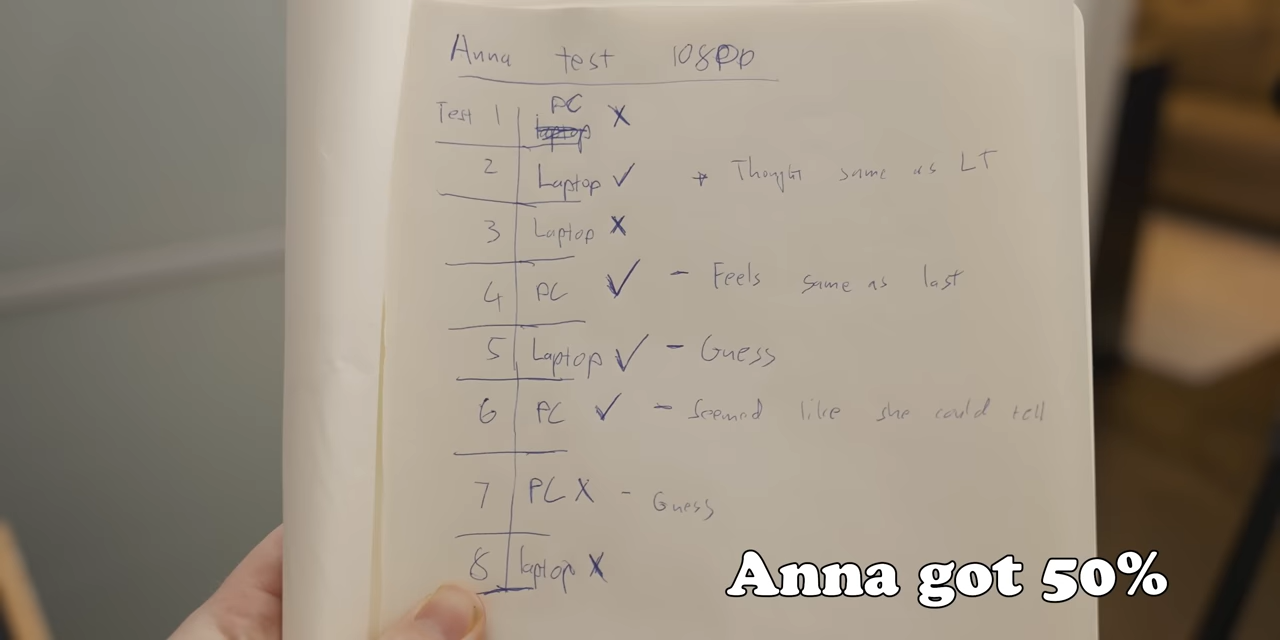 Anna test 1080p
Test 1 PC X
laptop
2 Laptop ✓ * Thought same as LT
3 Laptop X
4 PC ✓ - Feels same as last
5 Laptop ✓ - Guess
6 PC ✓ - Seemed like she could tell
7 PC X - Guess
8 laptop X
Anna got 50%